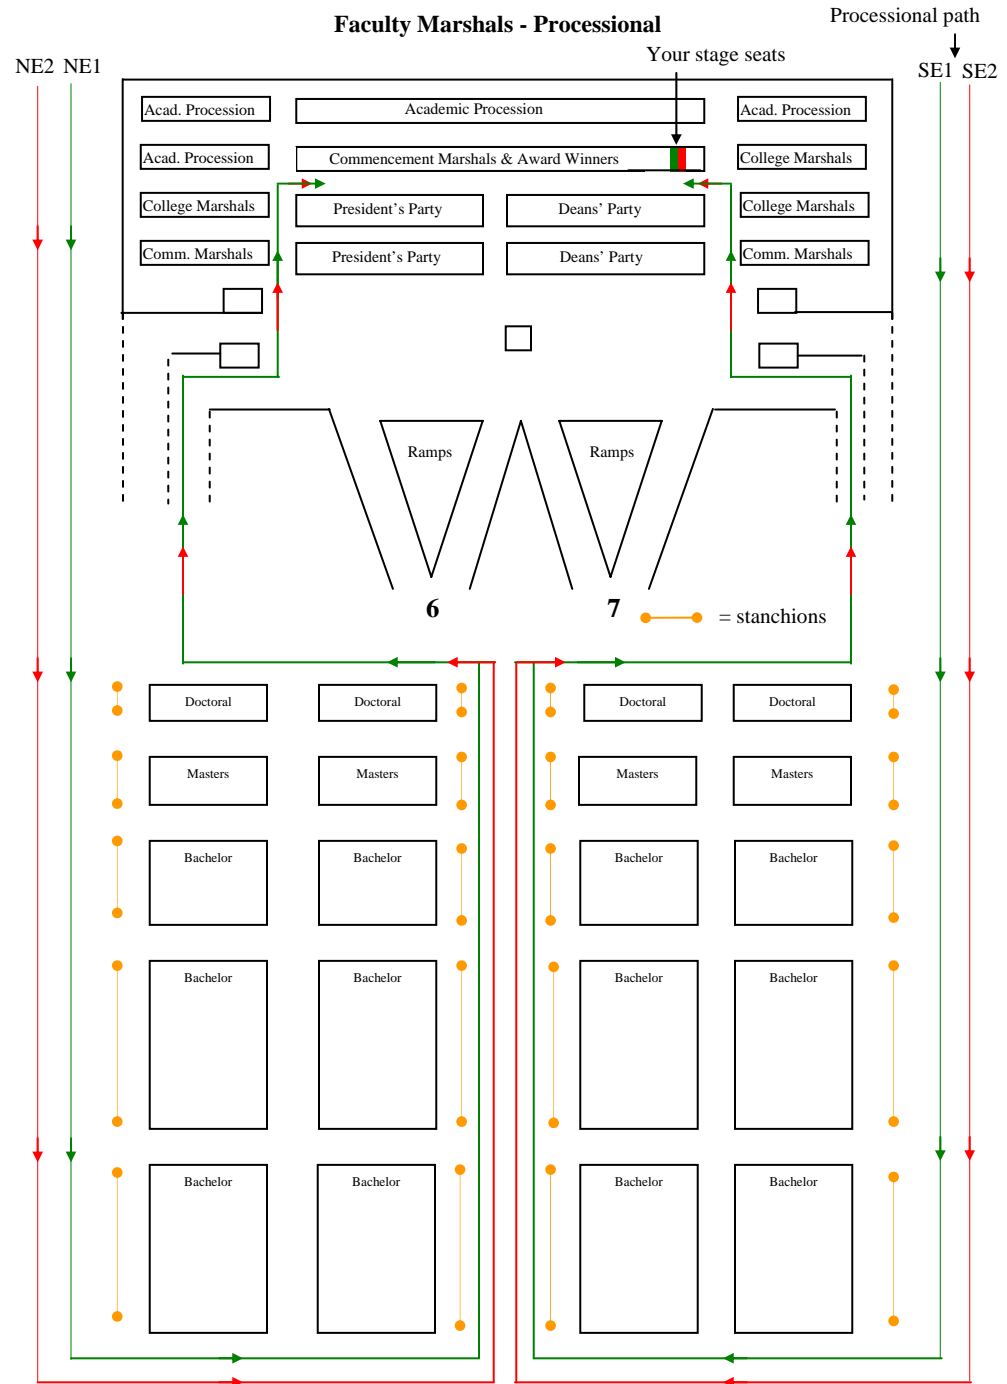 Faculty Marshals - Processional
Processional path
Your stage seats
NE2 NE1
SE1 SE2
Acad. Procession
Academic Procession
Acad. Procession
Acad. Procession
Commencement Marshals & Award Winners
College Marshals
College Marshals
President's Party
Deans' Party
College Marshals
Comm. Marshals
President's Party
Deans' Party
Comm. Marshals
Ramps
Ramps
6
7
= stanchions
Doctoral
Doctoral
Doctoral
Doctoral
Masters
Masters
Masters
Masters
Bachelor
Bachelor
Bachelor
Bachelor
Bachelor
Bachelor
Bachelor
Bachelor
Bachelor
Bachelor
Bachelor
Bachelor